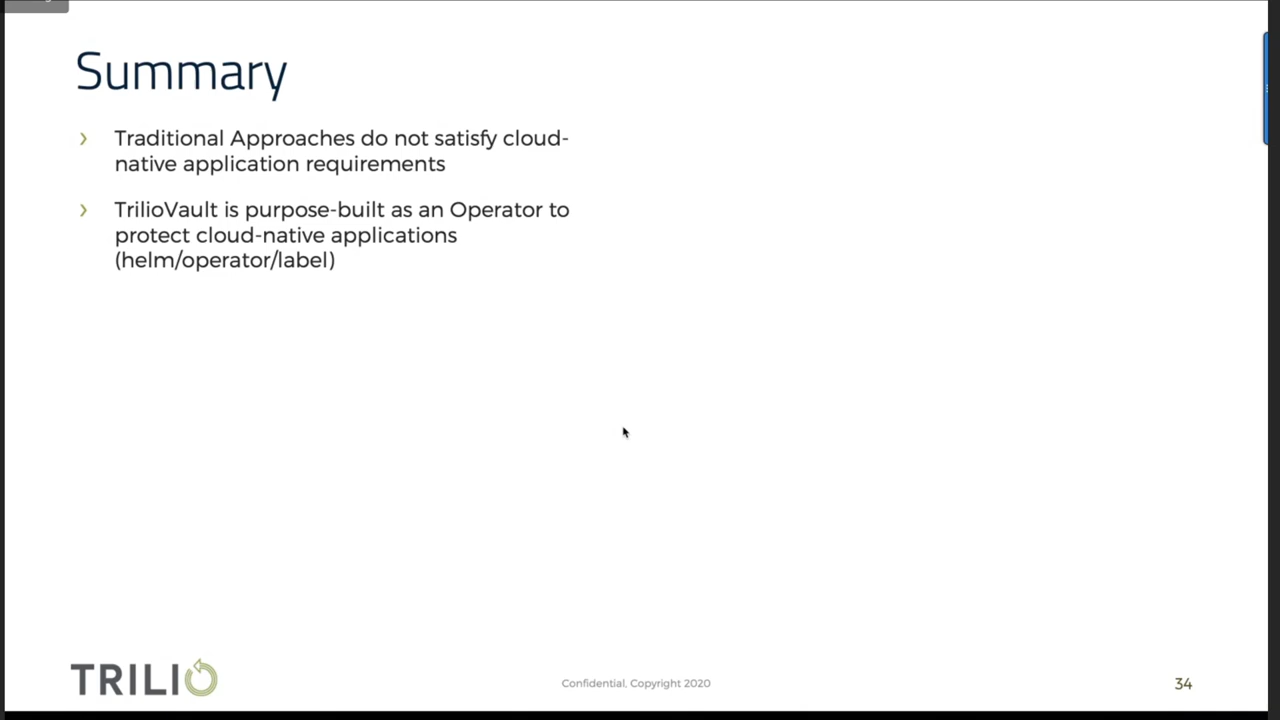 Summary
› Traditional Approaches do not satisfy cloud-
native application requirements
› TrilioVault is purpose-built as an Operator to
protect cloud-native applications
(helm/operator/label)
TRILIO
Confidential, Copyright 2020
34